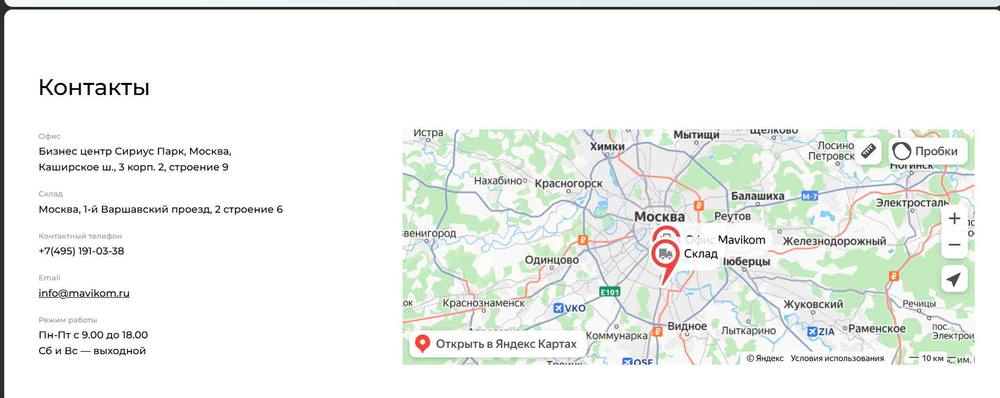 Контакты
Офис
Бизнес центр Сириус Парк, Москва,
Каширское ш., 3 корп. 2, строение 9
Склад
Москва, 1-й Варшавский проезд, 2 строение 6
Контактный телефон
+7(495) 191-03-38
Email
info@mavikom.ru
Режим работы
Пн-Пт с 9.00 до 18.00
Сб и Вс — выходной
Истра
Мытищи
Щёлково
Химки
Лосино
Петровск
Пробки
Ногинск
Нахабино
Красногорск
Балашиха
М-7
Электросталь
Москва
Реутов
Звенигород
Офис Mavikom
Железнодорожный
Склад
Одинцово
Люберцы
E101
Краснознаменск
VKO
Жуковский
Речицы
Коммунарка
Видное
Лыткарино
ZIA
Раменское
пос.
Электрои
Открыть в Яндекс Картах
Троицк
OSF
© Яндекс Условия использования
10 км